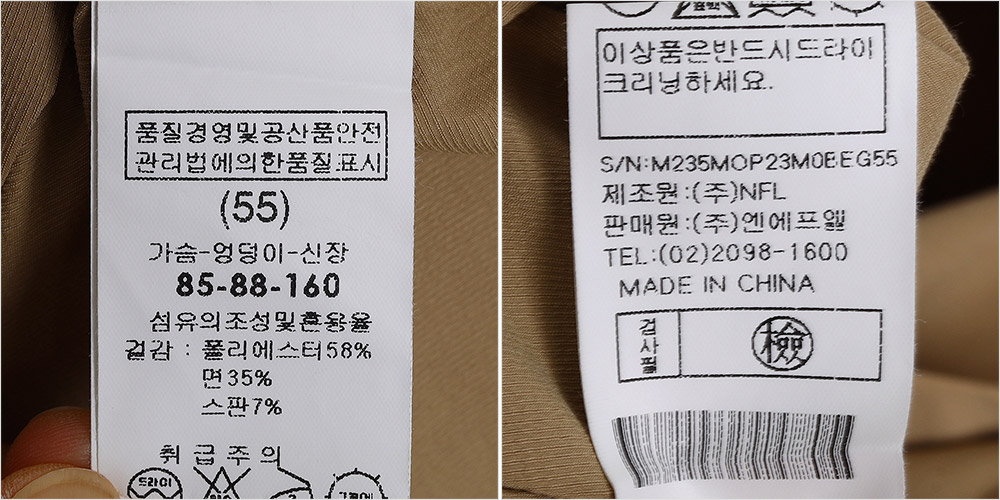 품질경영및공산품안전
관리법에의한품질표시
(55)
가슴-엉덩이-신장
85-88-160
섬유의조성및혼용율
겉감 : 폴리에스터58%
면35%
스판7%
취급주의
드라이
이상품은반드시드라이
크리닝하세요.
S/N:M235MOP23M0BEG55
제조원:(주)NFL
판매원:(주)엔에프엘
TEL:(02)2098-1600
MADE IN CHINA
검사필
檢